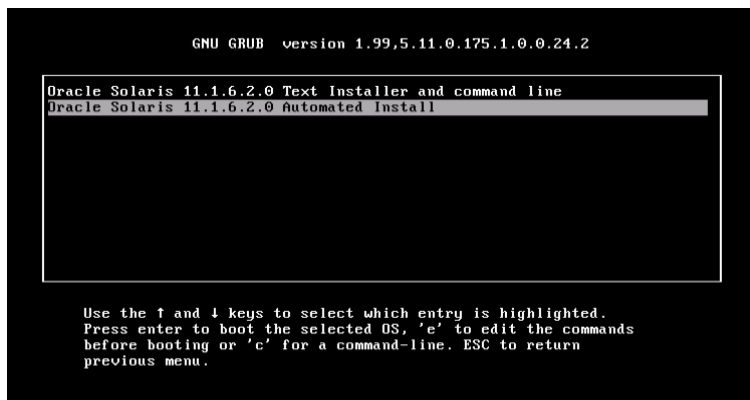 GNU GRUB  version 1.99,5.11.0.175.1.0.0.24.2
Oracle Solaris 11.1.6.2.0 Text Installer and command line
Oracle Solaris 11.1.6.2.0 Automated Install
Use the ↑ and ↓ keys to select which entry is highlighted.
Press enter to boot the selected OS, 'e' to edit the commands
before booting or 'c' for a command-line. ESC to return
previous menu.